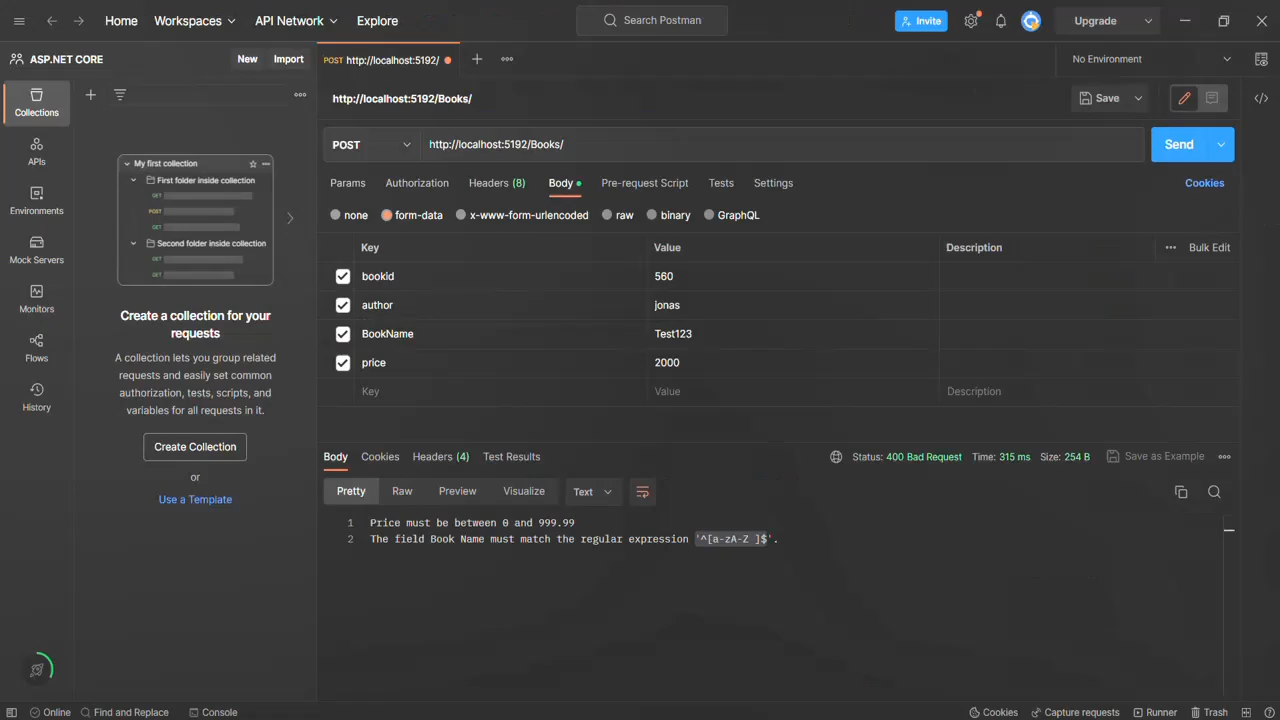 Home Workspaces API Network Explore Search Postman Invite Upgrade
ASP.NET CORE New Import POST http://localhost:5192/ No Environment
http://localhost:5192/Books/ Save
POST http://localhost:5192/Books/ Send
Params Authorization Headers (8) Body Pre-request Script Tests Settings Cookies
none form-data x-www-form-urlencoded raw binary GraphQL
Key Value Description Bulk Edit
bookid 560
author jonas
BookName Test123
price 2000
Key Value Description
Collections
APIs
Environments
Mock Servers
Monitors
Flows
History
My first collection
First folder inside collection
GET
POST
GET
Second folder inside collection
GET
GET
Create a collection for your
requests
A collection lets you group related
requests and easily set common
authorization, tests, scripts, and
variables for all requests in it.
Create Collection
or
Use a Template
Body Cookies Headers (4) Test Results Status: 400 Bad Request Time: 315 ms Size: 254 B Save as Example
Pretty Raw Preview Visualize Text
1 Price must be between 0 and 999.99
2 The field Book Name must match the regular expression '^[a-zA-Z ]$'.
Online Find and Replace Console Cookies Capture requests Runner Trash